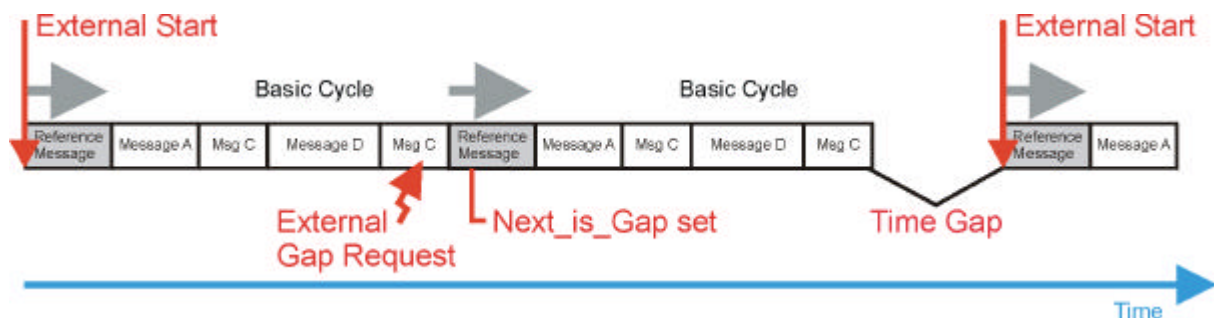 External Start
External Start
Basic Cycle
Basic Cycle
Reference
Message
Message A
Msg C
Message D
Msg C
Reference
Message
Message A
Msg C
Message D
Msg C
Reference
Message
Message A
External
Gap Request
Next_is_Gap set
Time Gap
Time